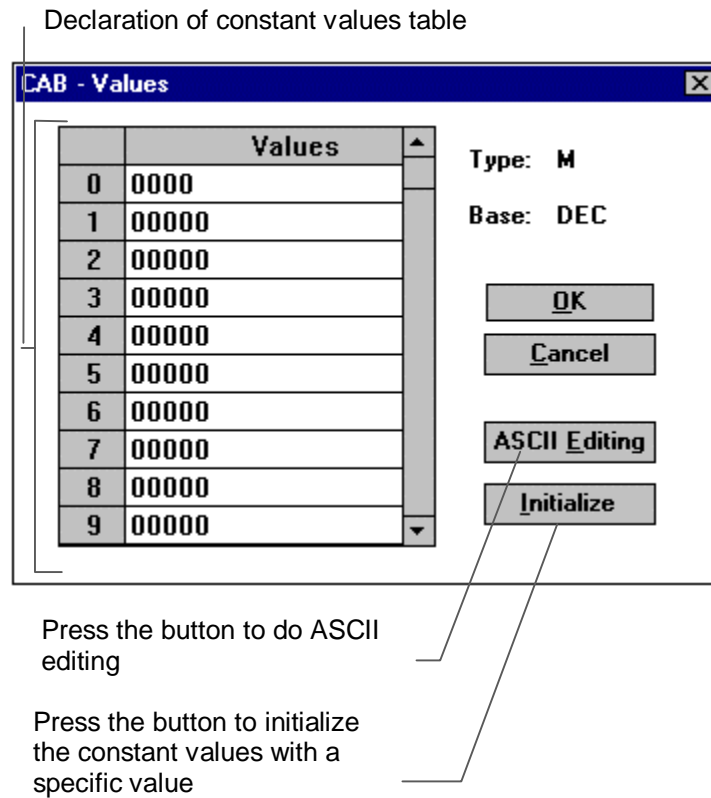 Declaration of constant values table
CAB - Values
Values
Type: M
0 0000
1 00000
Base: DEC
2 00000
3 00000
OK
4 00000
Cancel
5 00000
6 00000
7 00000
ASCII Editing
8 00000
Initialize
9 00000
Press the button to do ASCII
editing
Press the button to initialize
the constant values with a
specific value